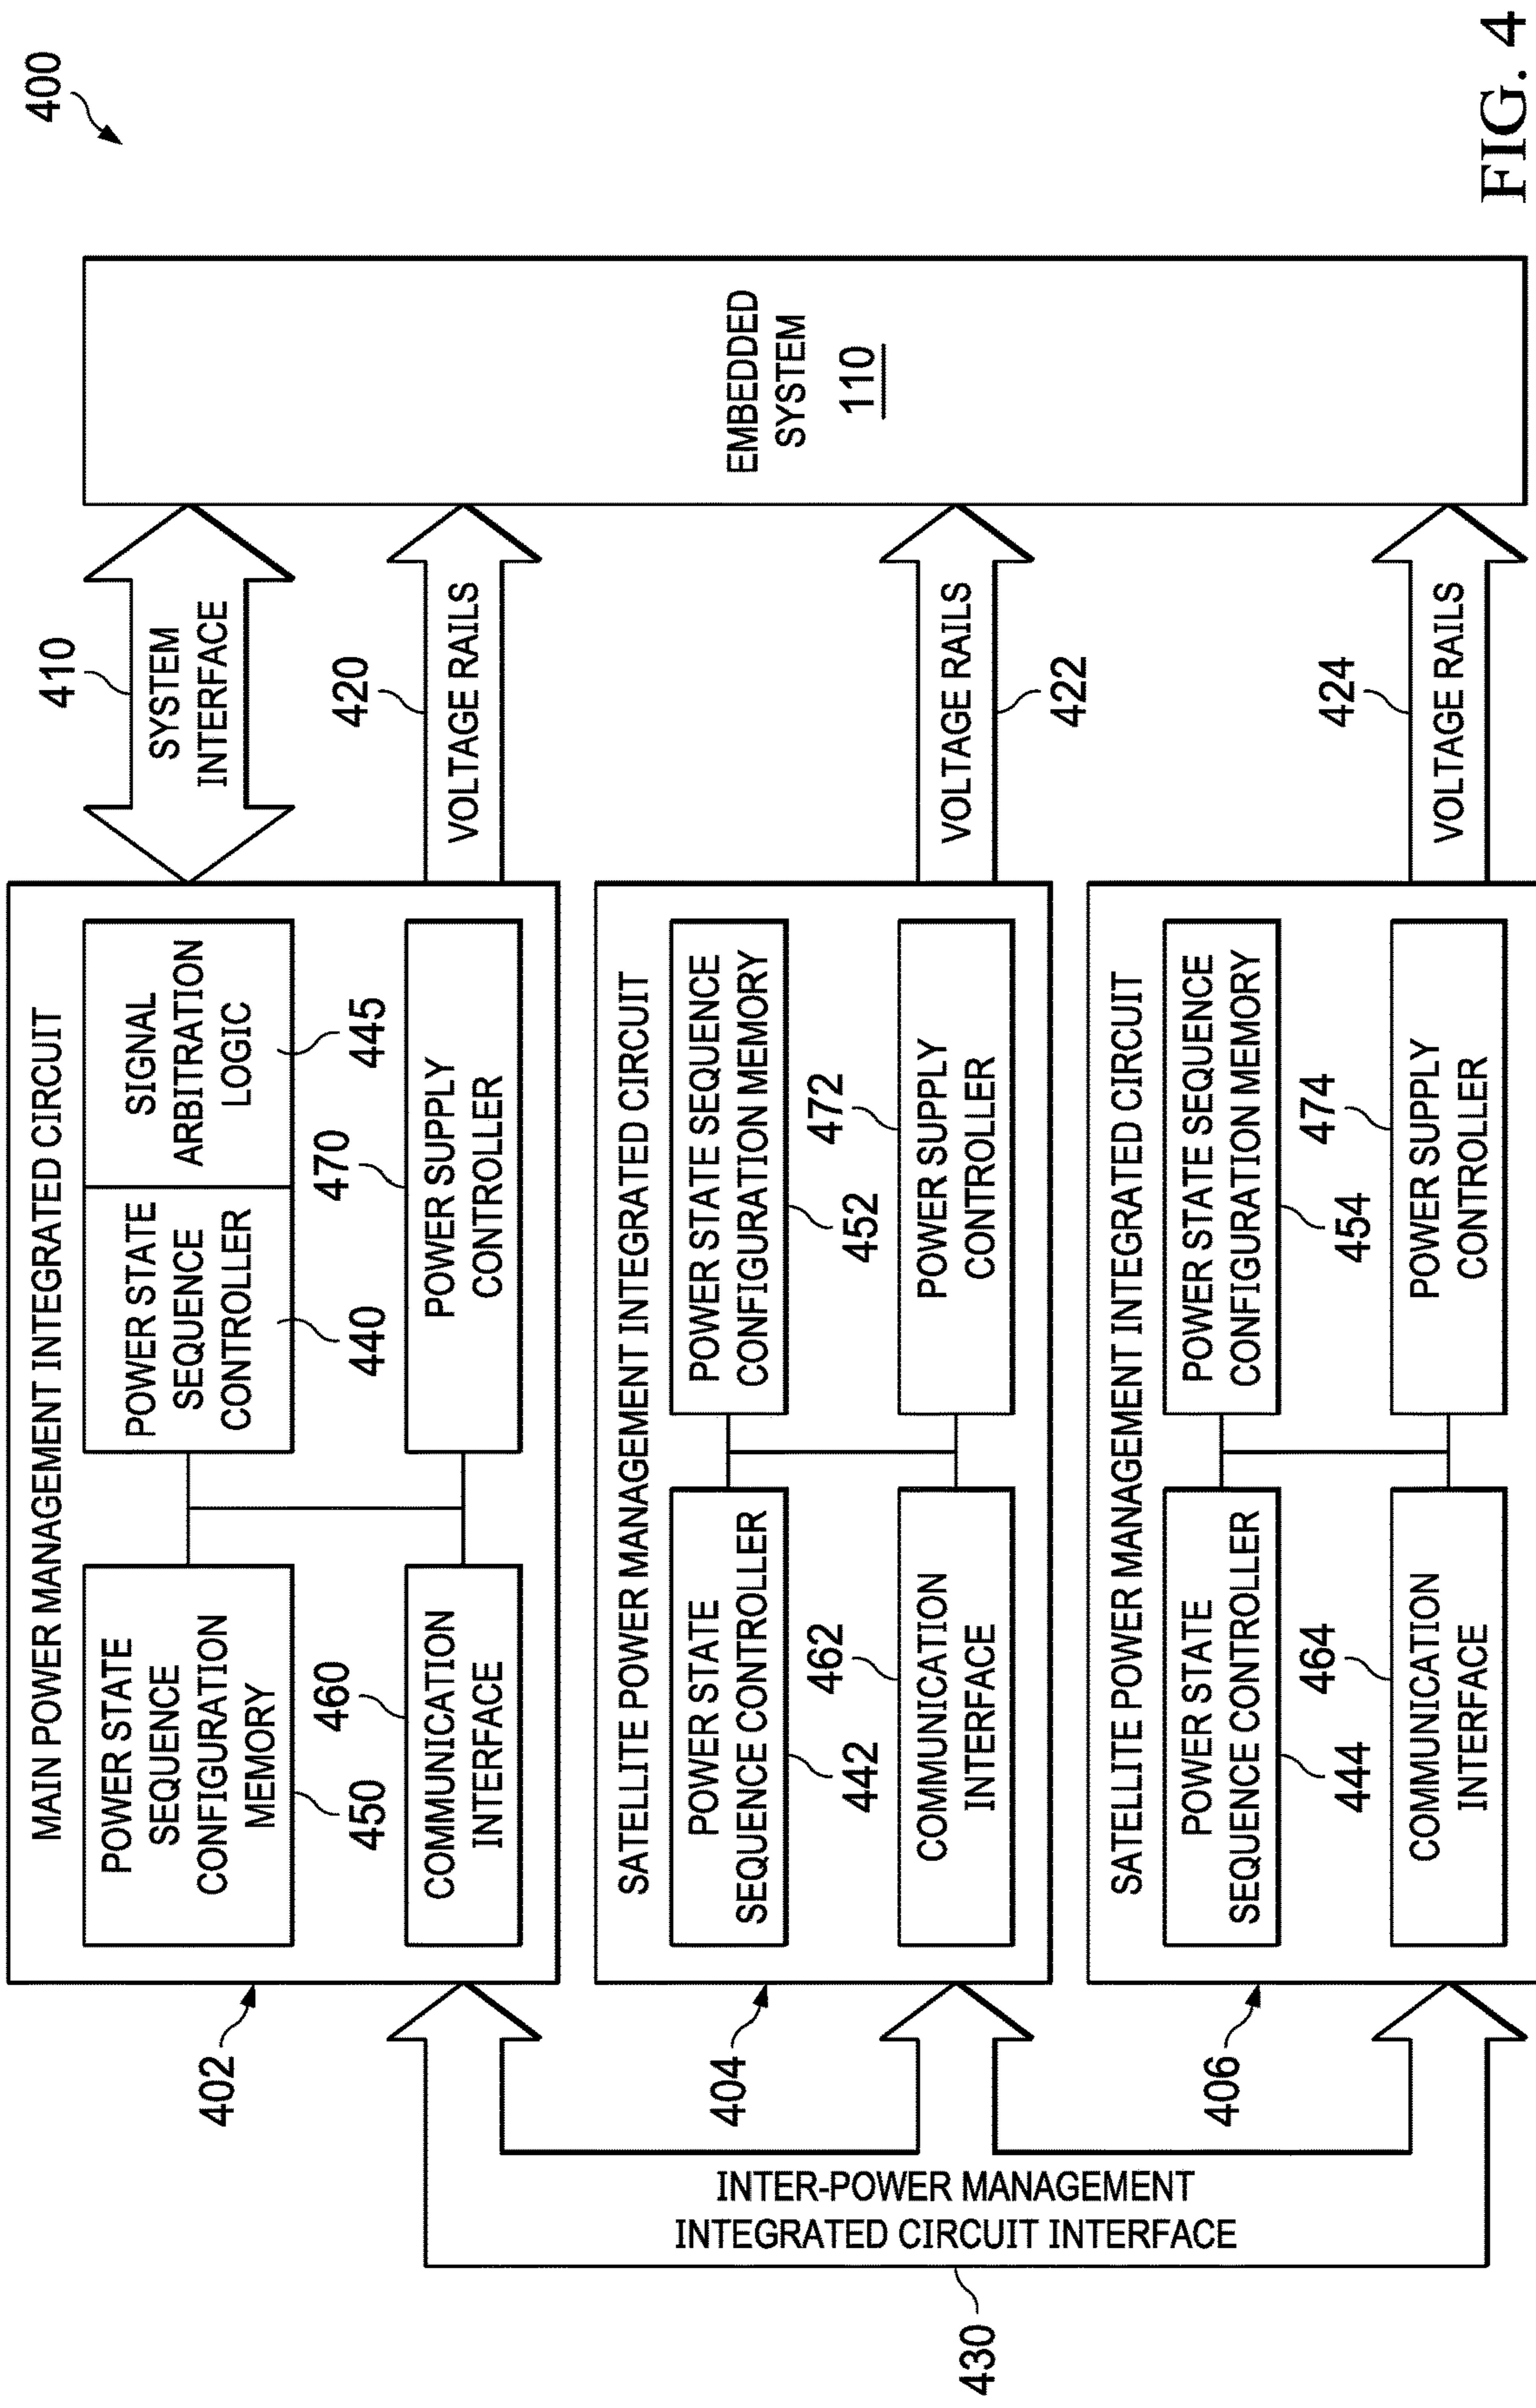 400
MAIN POWER MANAGEMENT INTEGRATED CIRCUIT
402
POWER STATE
SEQUENCE
CONFIGURATION
MEMORY
450
POWER STATE
SEQUENCE
CONTROLLER
440
SIGNAL
ARBITRATION
LOGIC
445
COMMUNICATION
INTERFACE
460
POWER SUPPLY
CONTROLLER
470
410
SYSTEM
INTERFACE
420
VOLTAGE RAILS
SATELLITE POWER MANAGEMENT INTEGRATED CIRCUIT
404
POWER STATE
SEQUENCE CONTROLLER
442
POWER STATE SEQUENCE
CONFIGURATION MEMORY
452
462
COMMUNICATION
INTERFACE
472
POWER SUPPLY
CONTROLLER
VOLTAGE RAILS
422
SATELLITE POWER MANAGEMENT INTEGRATED CIRCUIT
406
POWER STATE
SEQUENCE CONTROLLER
444
POWER STATE SEQUENCE
CONFIGURATION MEMORY
454
464
COMMUNICATION
INTERFACE
474
POWER SUPPLY
CONTROLLER
424
VOLTAGE RAILS
INTER-POWER MANAGEMENT
INTEGRATED CIRCUIT INTERFACE
430
EMBEDDED
SYSTEM
110
FIG. 4